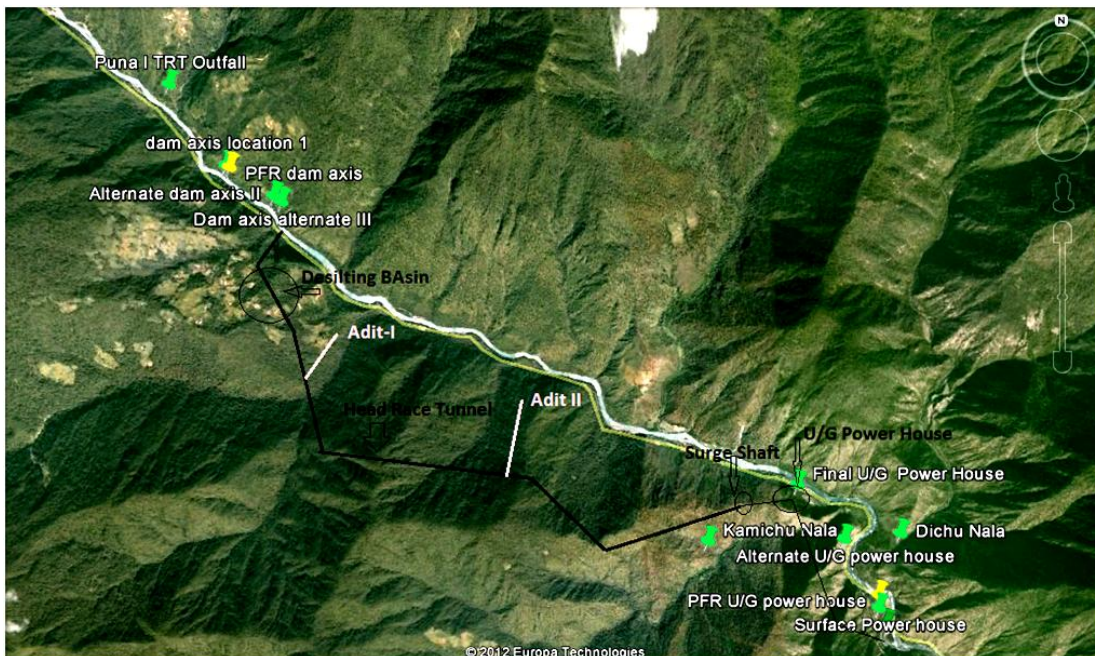 N
Puna I TRT Outfall
dam axis location 1
PFR dam axis
Alternate dam axis II
Dam axis alternate III
Desilting BAsin
Adit-I
Adit II
Head Race Tunnel
U/G Power House
Surge Shaft
Final U/G Power House
Kamichu Nala
Dichu Nala
Alternate U/G power house
PFR U/G power house
Surface Power house
© 2012 Europa Technologies